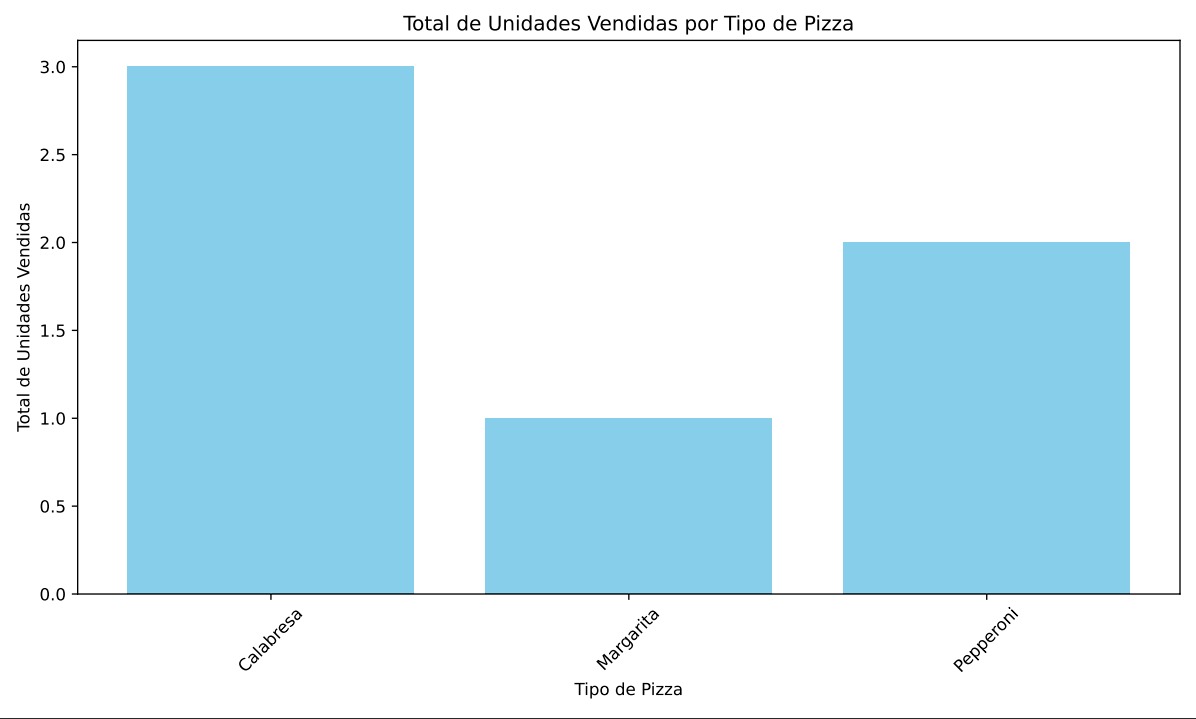 Total de Unidades Vendidas por Tipo de Pizza
Total de Unidades Vendidas
3.0
2.5
2.0
1.5
1.0
0.5
0.0
Calabresa
Margarita
Pepperoni
Tipo de Pizza